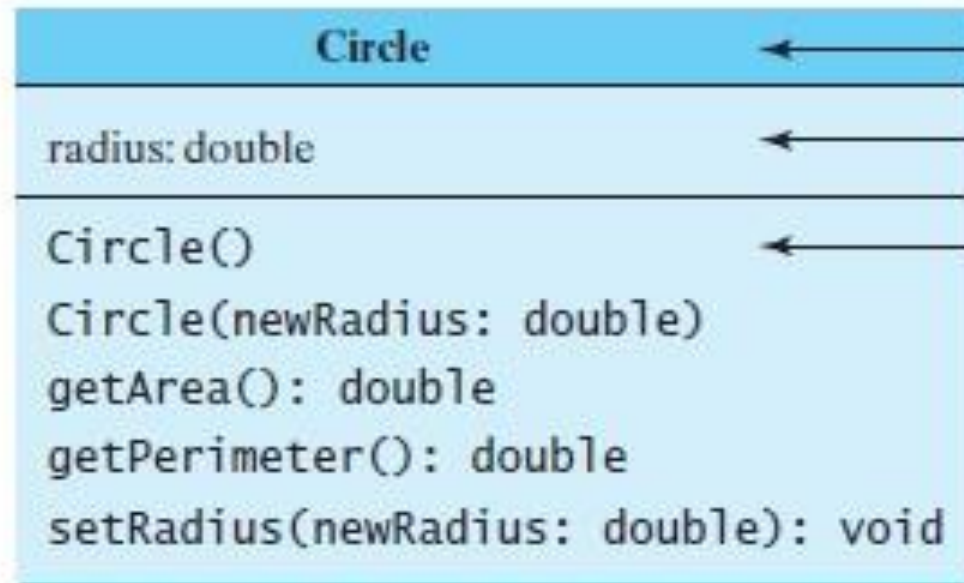 Circle
radius: double
Circle()
Circle(newRadius: double)
getArea(): double
getPerimeter(): double
setRadius(newRadius: double): void